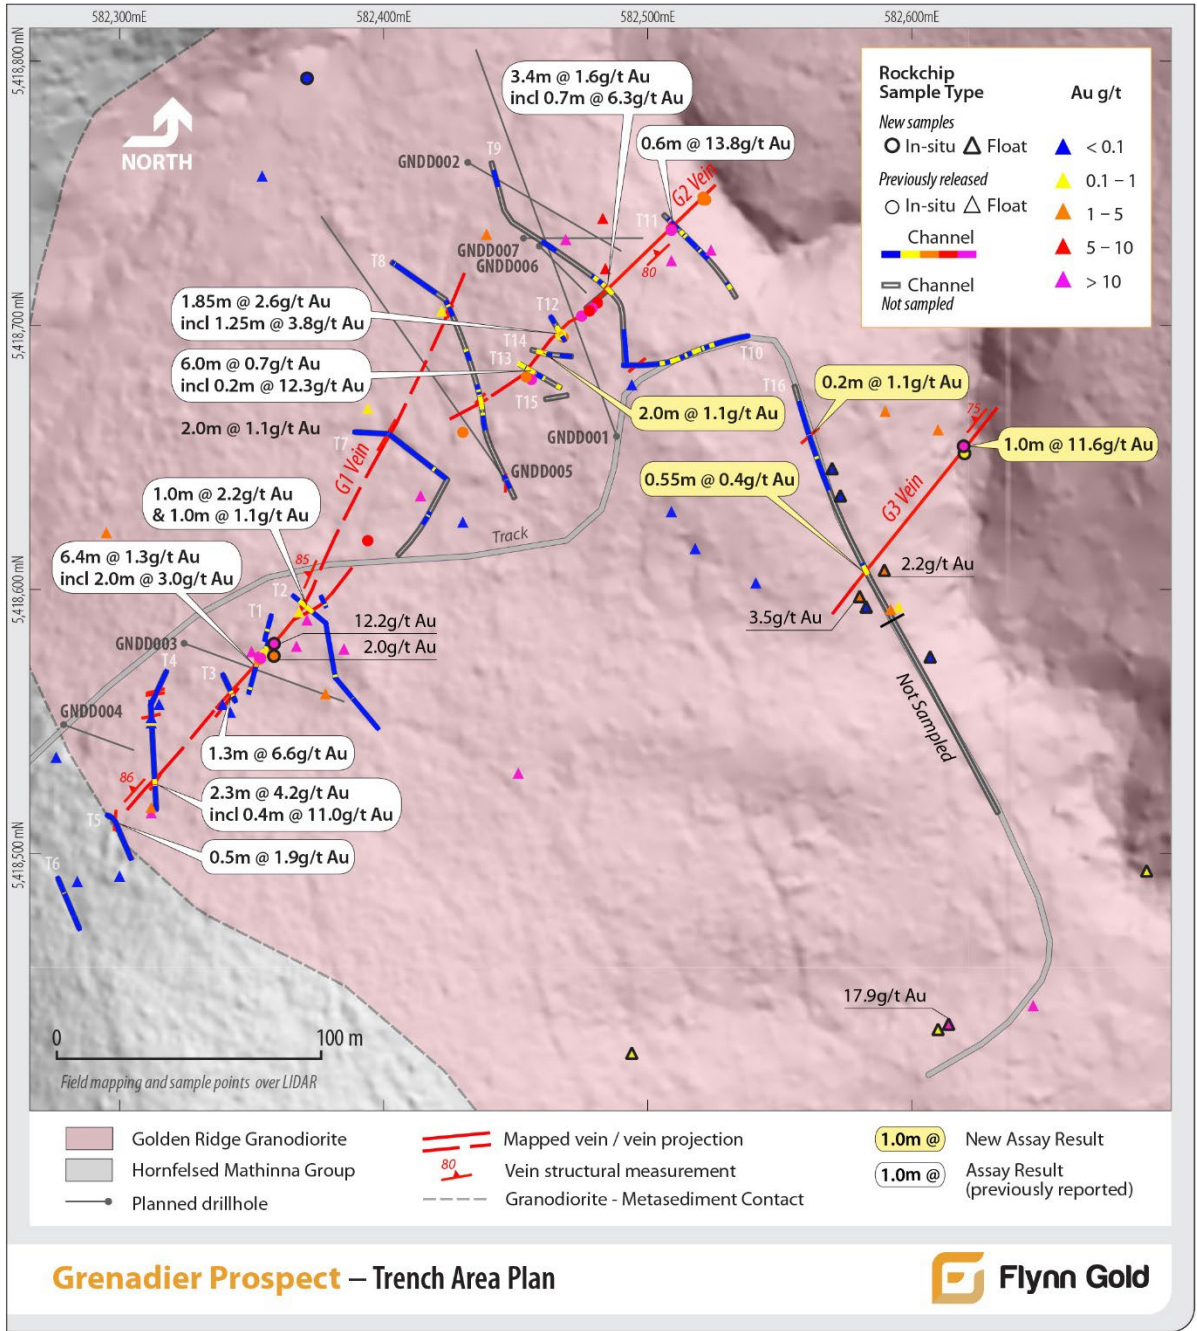 582,300mE
582,400mE
582,500mE
582,600mE
5,418,800 mN
5,418,700 mN
5,418,600 mN
5,418,500 mN
NORTH
Rockchip
Sample Type
Au g/t
New samples
In-situ
Float
Previously released
In-situ
Float
Channel
Channel
Not sampled
< 0.1
0.1 – 1
1 – 5
5 – 10
> 10
3.4m @ 1.6g/t Au
incl 0.7m @ 6.3g/t Au
0.6m @ 13.8g/t Au
T9
GNDD002
G2 Vein
T11
GNDD007
GNDD006
80
T8
1.85m @ 2.6g/t Au
incl 1.25m @ 3.8g/t Au
T12
T14
T13
T10
6.0m @ 0.7g/t Au
incl 0.2m @ 12.3g/t Au
T15
T16
0.2m @ 1.1g/t Au
2.0m @ 1.1g/t Au
75
2.0m @ 1.1g/t Au
T7
GNDD001
1.0m @ 11.6g/t Au
G1 Vein
GNDD005
0.55m @ 0.4g/t Au
G3 Vein
1.0m @ 2.2g/t Au
& 1.0m @ 1.1g/t Au
Track
6.4m @ 1.3g/t Au
incl 2.0m @ 3.0g/t Au
85
2.2g/t Au
T2
T1
3.5g/t Au
12.2g/t Au
2.0g/t Au
GNDD003
T4
T3
GNDD004
Not Sampled
1.3m @ 6.6g/t Au
86
2.3m @ 4.2g/t Au
incl 0.4m @ 11.0g/t Au
T5
0.5m @ 1.9g/t Au
T6
17.9g/t Au
0
100 m
Field mapping and sample points over LIDAR
Golden Ridge Granodiorite
Hornfelsed Mathinna Group
Planned drillhole
Mapped vein / vein projection
80
Vein structural measurement
Granodiorite - Metasediment Contact
1.0m @
New Assay Result
1.0m @
Assay Result
(previously reported)
Grenadier Prospect – Trench Area Plan
Flynn Gold